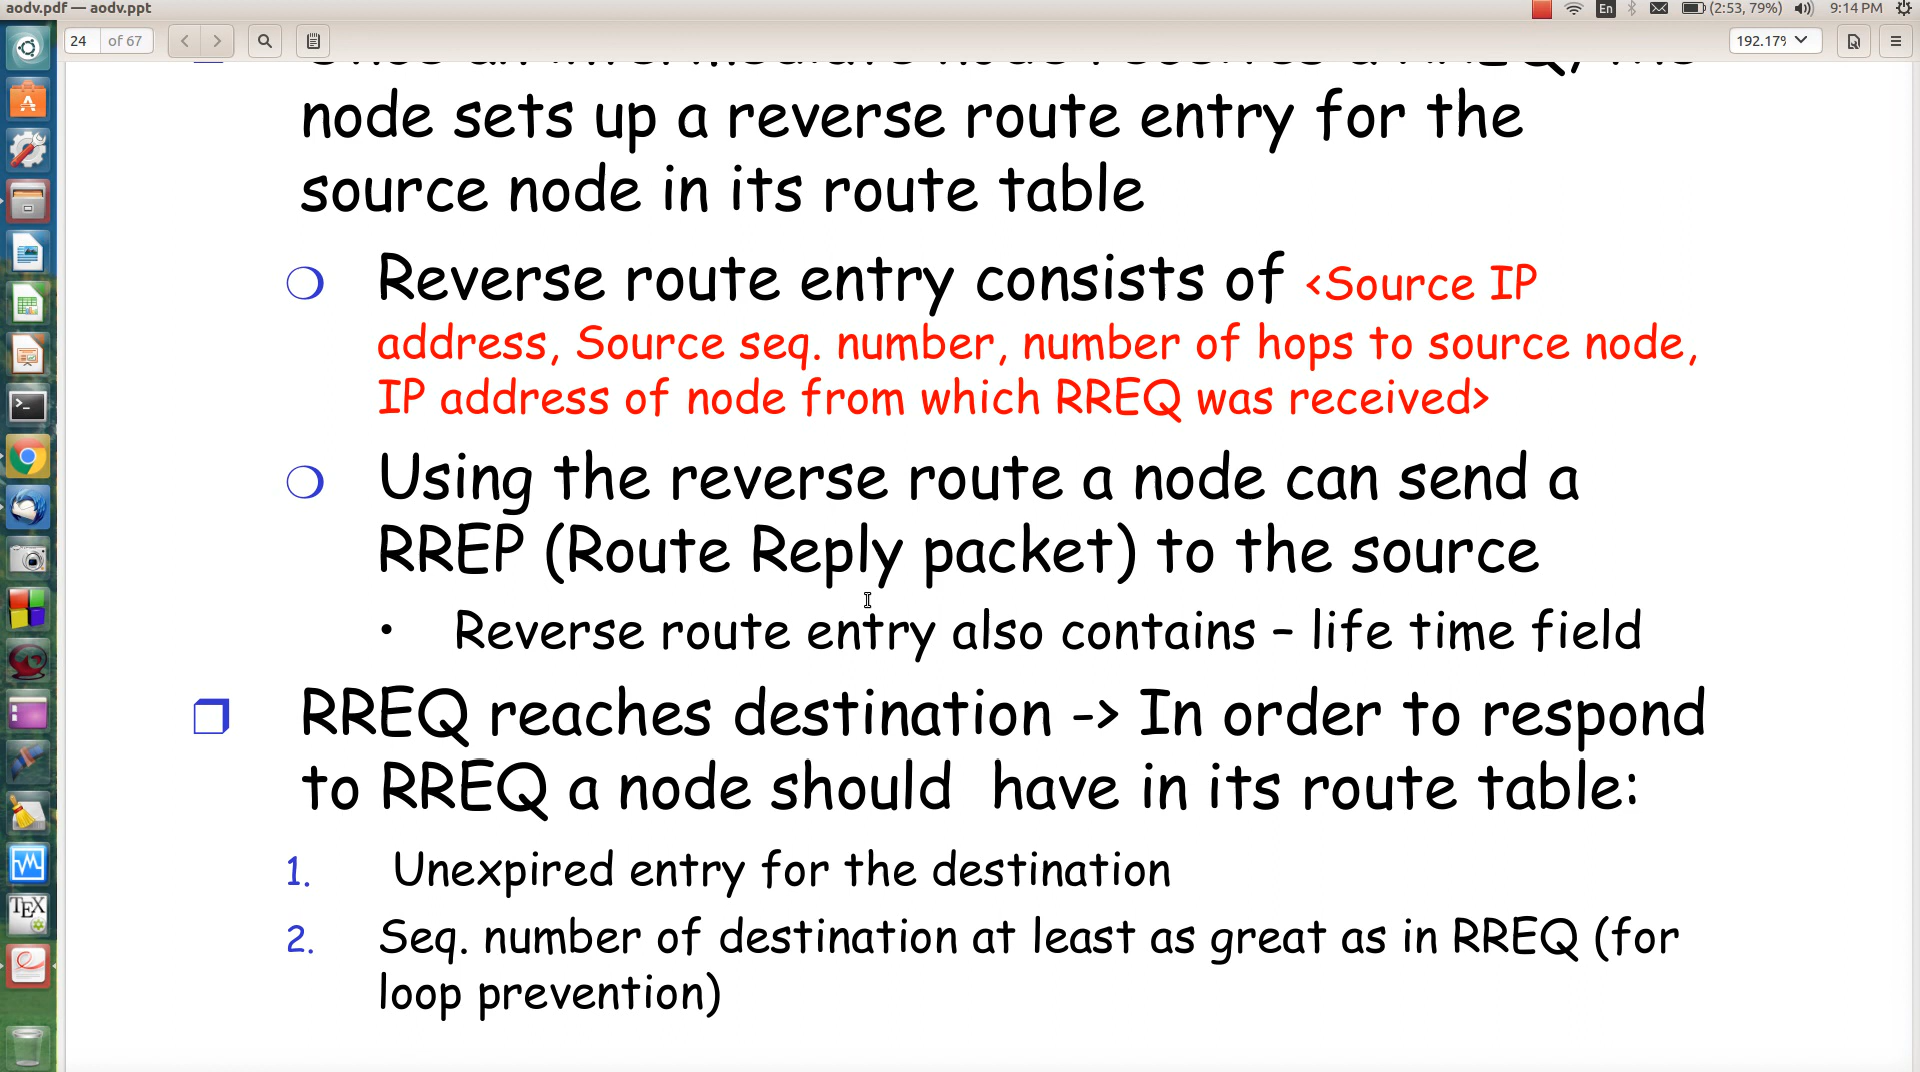 aodv.pdf — aodv.ppt
En
(2:53, 79%)
9:14 PM
24 of 67
192.17%
node sets up a reverse route entry for the
source node in its route table
Reverse route entry consists of <Source IP
address, Source seq. number, number of hops to source node,
IP address of node from which RREQ was received>
Using the reverse route a node can send a
RREP (Route Reply packet) to the source
• Reverse route entry also contains – life time field
RREQ reaches destination -> In order to respond
to RREQ a node should have in its route table:
1. Unexpired entry for the destination
2. Seq. number of destination at least as great as in RREQ (for
loop prevention)
TEX